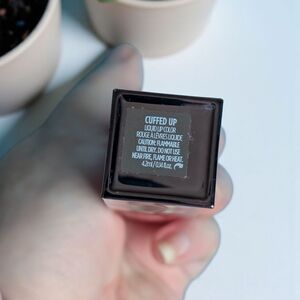 CUFFED UP
LIQUID LIP COLOR
ROUGE À LÈVRES LIQUIDE
CAUTION: FLAMMABLE
UNTIL DRY. DO NOT USE
NEAR FIRE, FLAME OR HEAT.
4.2ml / 0.14 fl.oz.